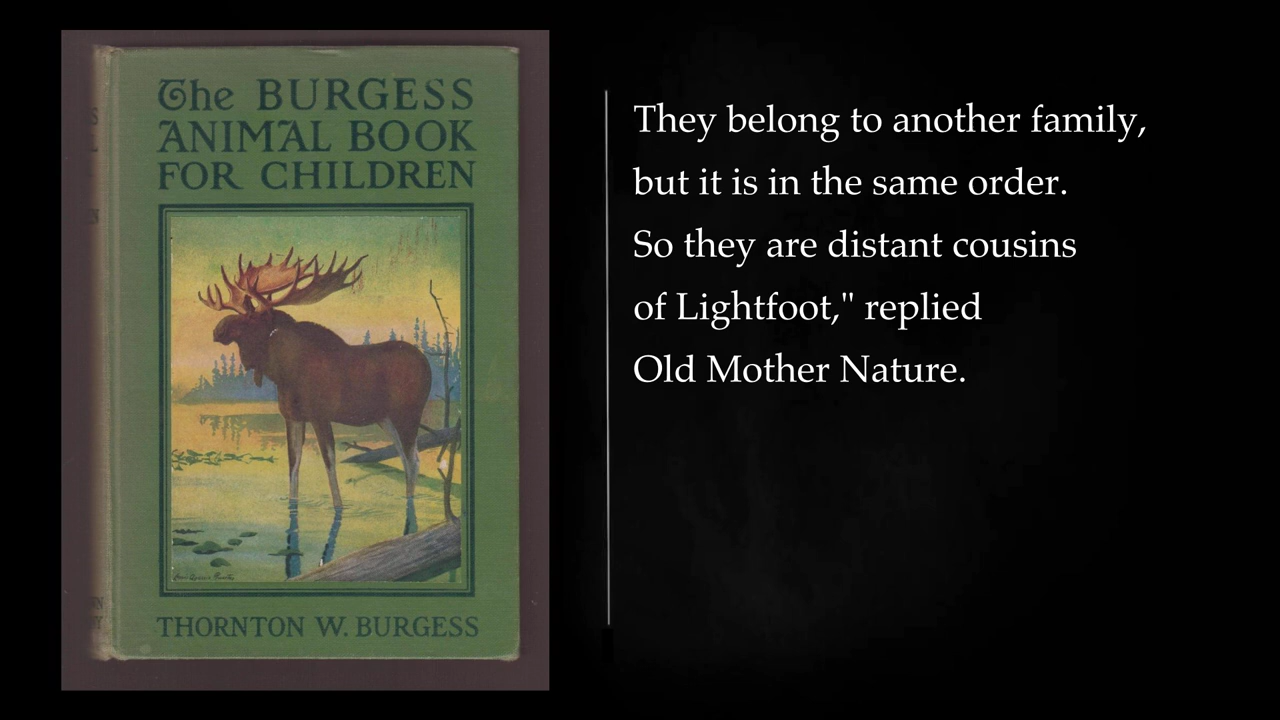 The BURGESS
ANIMAL BOOK
FOR CHILDREN
THORNTON W. BURGESS
They belong to another family,
but it is in the same order.
So they are distant cousins
of Lightfoot," replied
Old Mother Nature.